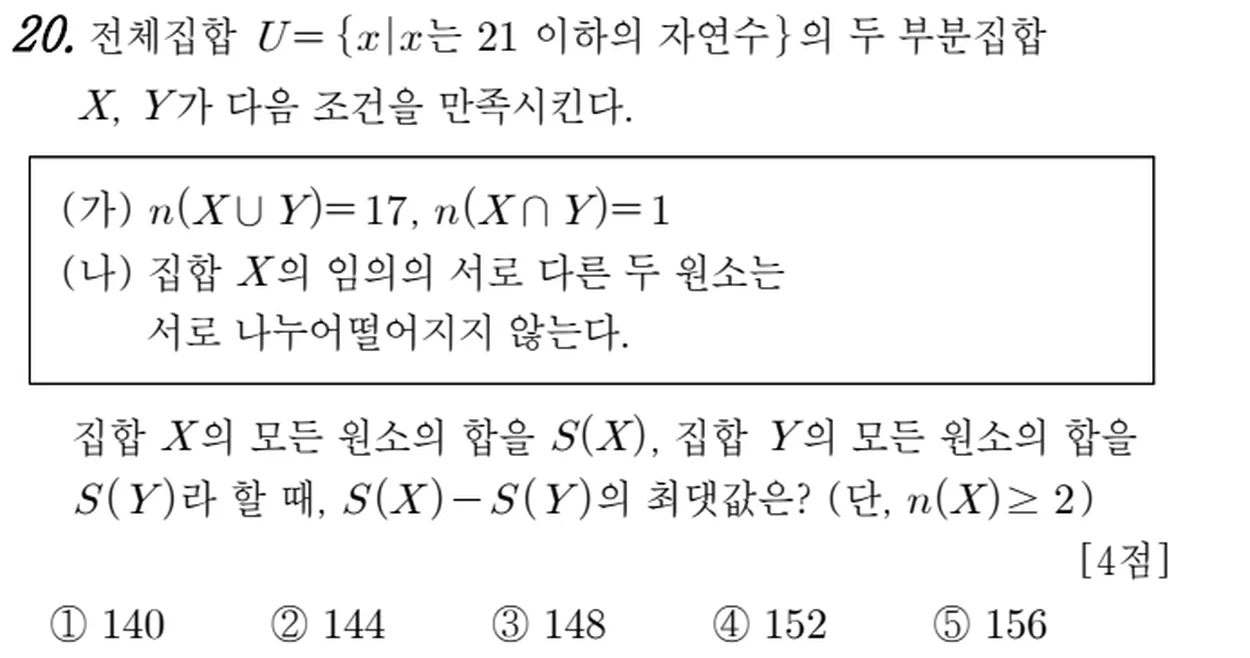 20. 전체집합 U={x|x는 21 이하의 자연수}의 두 부분집합
X, Y가 다음 조건을 만족시킨다.
(가) n(X∪Y)=17, n(X∩Y)=1
(나) 집합 X의 임의의 서로 다른 두 원소는
서로 나누어떨어지지 않는다.
집합 X의 모든 원소의 합을 S(X), 집합 Y의 모든 원소의 합을
S(Y)라 할 때, S(X)-S(Y)의 최댓값은? (단, n(X)≥2)
[4점]
① 140 ② 144 ③ 148 ④ 152 ⑤ 156